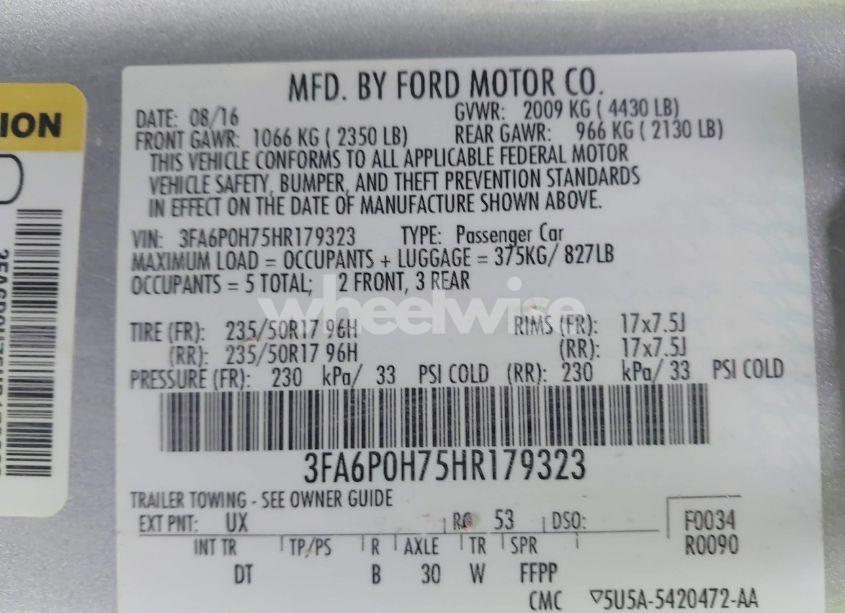 MFD. BY FORD MOTOR CO.
DATE: 08/16 GVWR: 2009 KG ( 4430 LB)
FRONT GAWR: 1066 KG ( 2350 LB) REAR GAWR: 966 KG ( 2130 LB)
THIS VEHICLE CONFORMS TO ALL APPLICABLE FEDERAL MOTOR
VEHICLE SAFETY, BUMPER, AND THEFT PREVENTION STANDARDS
IN EFFECT ON THE DATE OF MANUFACTURE SHOWN ABOVE.
VIN: 3FA6P0H75HR179323 TYPE: Passenger Car
MAXIMUM LOAD = OCCUPANTS + LUGGAGE = 375KG/ 827LB
OCCUPANTS = 5 TOTAL; 2 FRONT, 3 REAR
wheelwise
TIRE (FR): 235/50R17 96H RIMS (FR): 17x7.5J
(RR): 235/50R17 96H (RR): 17x7.5J
PRESSURE (FR): 230 kPa/ 33 PSI COLD (RR): 230 kPa/ 33 PSI COLD
3FA6P0H75HR179323
TRAILER TOWING - SEE OWNER GUIDE
EXT PNT: UX RC 53 DSO: F0034
R0090
INT TR TP/PS R AXLE TR SPR
DT B 30 W FFPP
CMC ▽5U5A-5420472-AA
ION